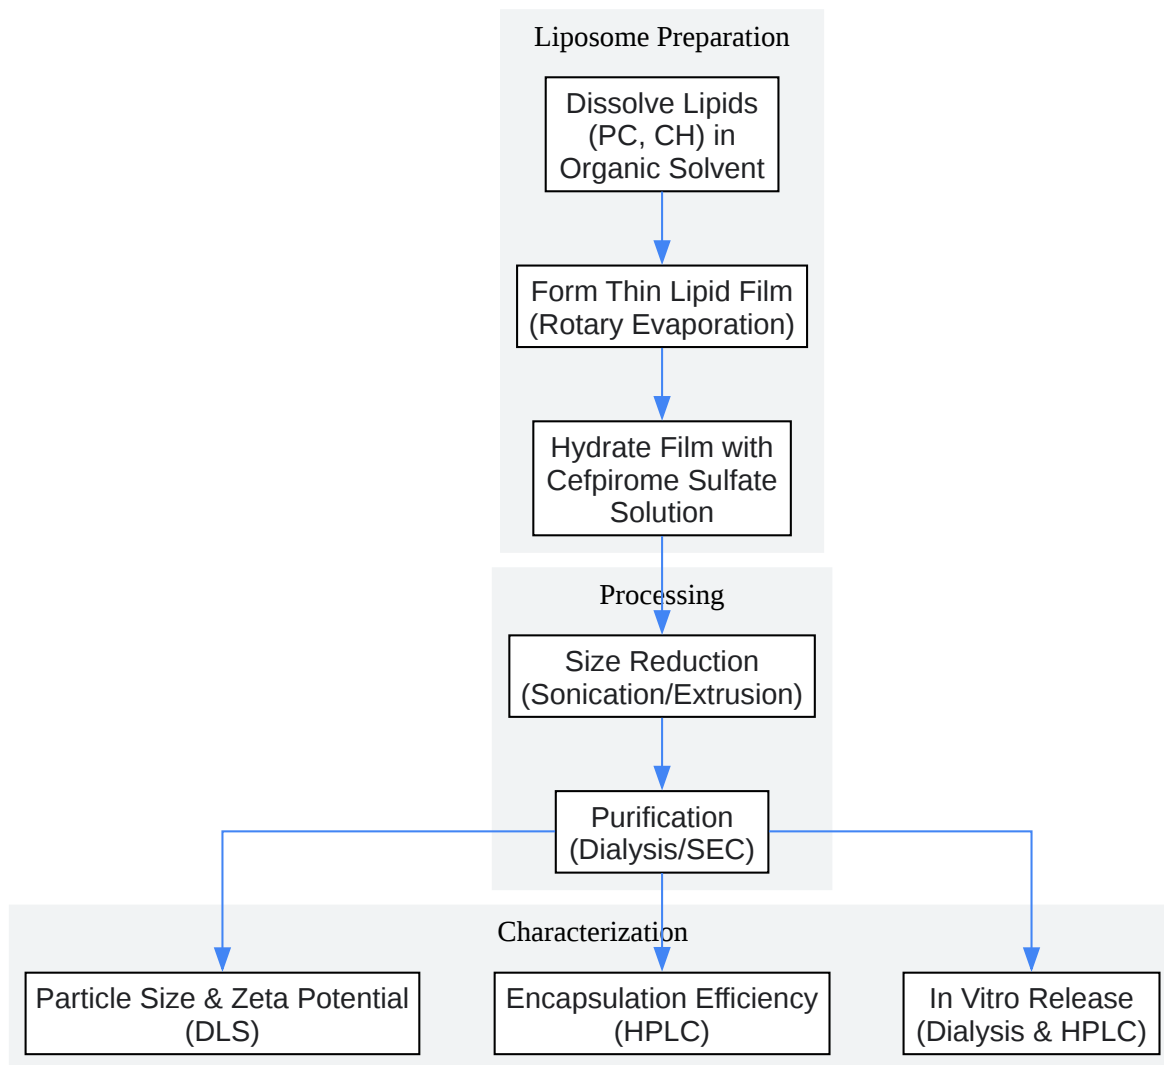 Liposome Preparation
Dissolve Lipids
(PC, CH) in
Organic Solvent
Form Thin Lipid Film
(Rotary Evaporation)
Hydrate Film with
Cefpirome Sulfate
Solution
Processing
Size Reduction
(Sonication/Extrusion)
Purification
(Dialysis/SEC)
Characterization
Particle Size & Zeta Potential
(DLS)
Encapsulation Efficiency
(HPLC)
In Vitro Release
(Dialysis & HPLC)